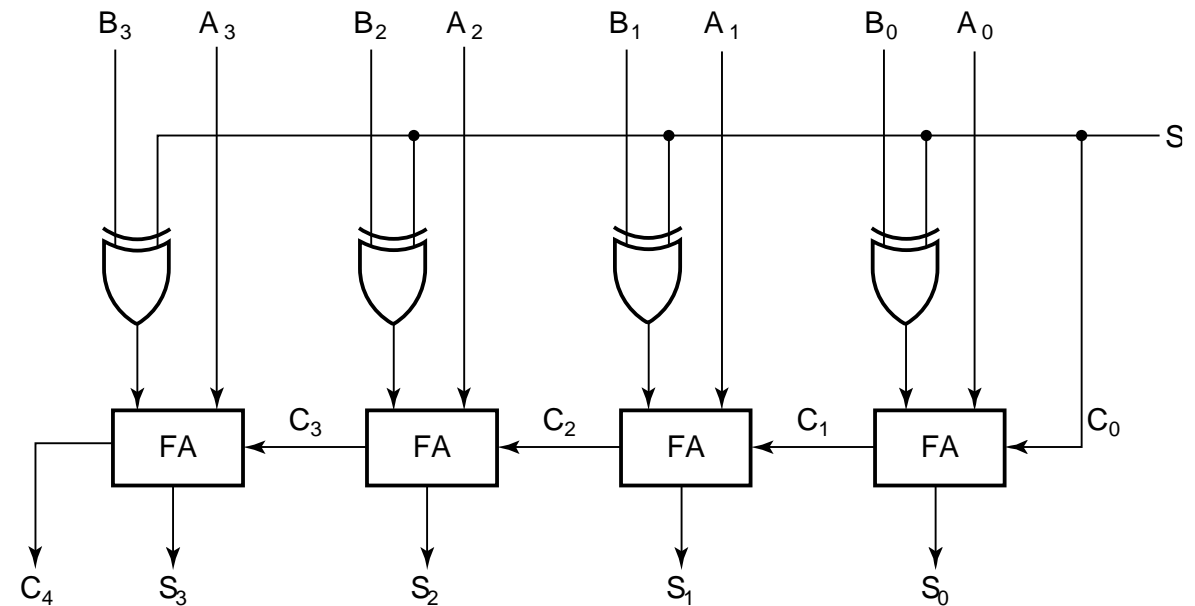 B₃ A₃ B₂ A₂ B₁ A₁ B₀ A₀
S
FA C₃ FA C₂ FA C₁ FA C₀
C₄ S₃ S₂ S₁ S₀